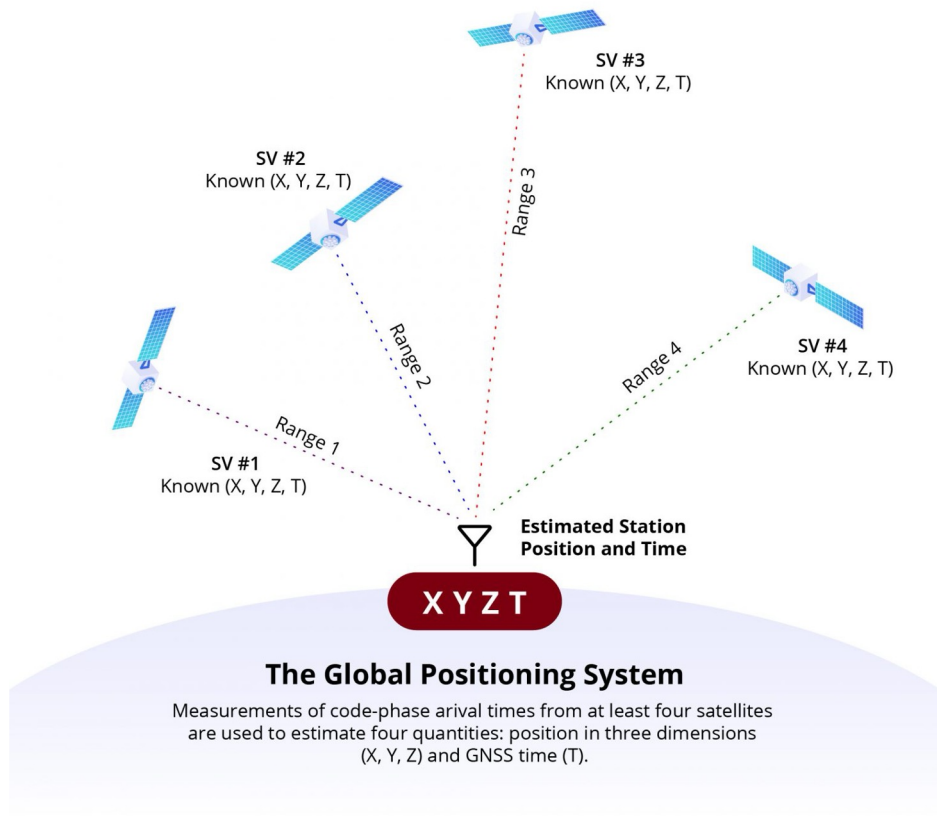 SV #3
Known (X, Y, Z, T)
SV #2
Known (X, Y, Z, T)
Range 3
SV #4
Known (X, Y, Z, T)
Range 2
Range 4
Range 1
SV #1
Known (X, Y, Z, T)
Estimated Station
Position and Time
X Y Z T
The Global Positioning System
Measurements of code-phase arival times from at least four satellites
are used to estimate four quantities: position in three dimensions
(X, Y, Z) and GNSS time (T).